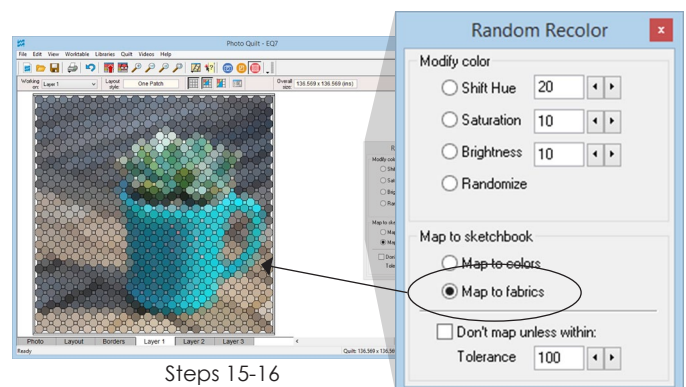 Photo Quilt - EQ7
File Edit View Worktable Libraries Quilt Videos Help
Working on: Layer 1
Layout style: One Patch
Overall size: 136.569 x 136.569 (ins)
Photo Layout Borders Layer 1 Layer 2 Layer 3
Ready
Quilt: 136.569 x 136.56
Random Recolor
x
Modify color
Shift Hue 20
Saturation 10
Brightness 10
Randomize
Map to sketchbook
Map to colors
Map to fabrics
Don't map unless within:
Tolerance 100
Steps 15-16